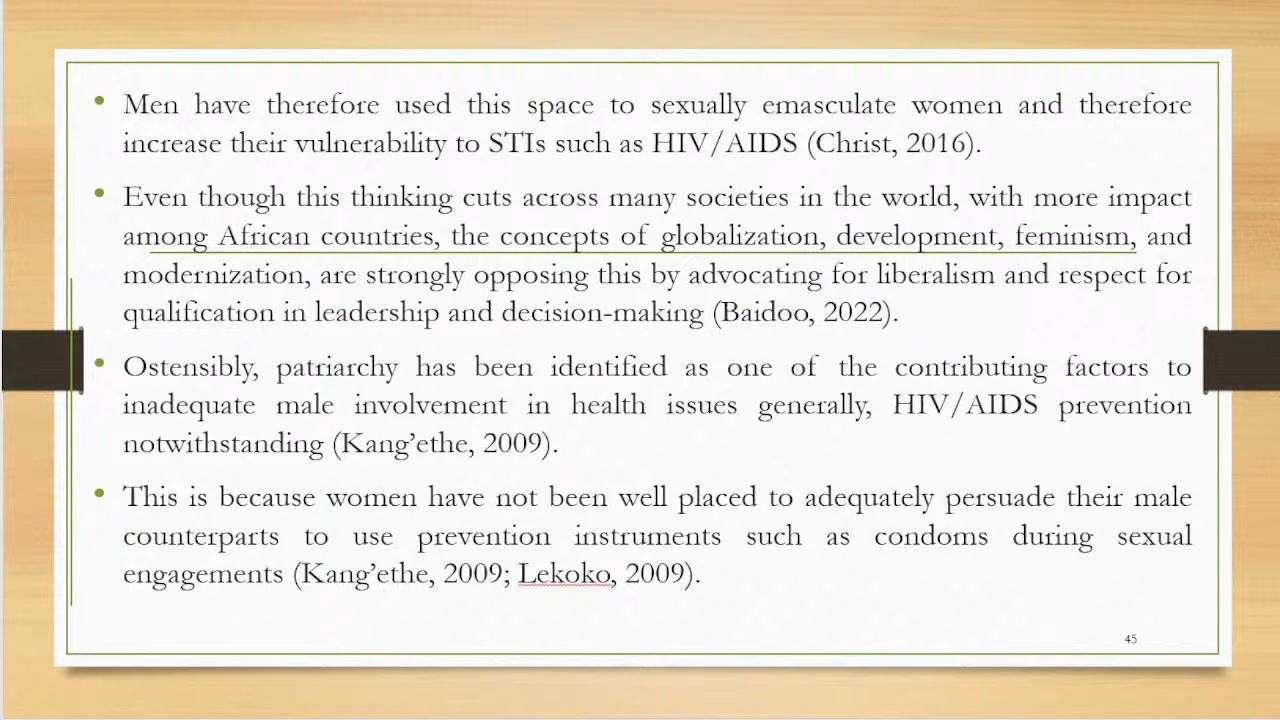 • Men have therefore used this space to sexually emasculate women and therefore
increase their vulnerability to STIs such as HIV/AIDS (Christ, 2016).
• Even though this thinking cuts across many societies in the world, with more impact
among African countries, the concepts of globalization, development, feminism, and
modernization, are strongly opposing this by advocating for liberalism and respect for
qualification in leadership and decision-making (Baidoo, 2022).
• Ostensibly, patriarchy has been identified as one of the contributing factors to
inadequate male involvement in health issues generally, HIV/AIDS prevention
notwithstanding (Kang’ethe, 2009).
• This is because women have not been well placed to adequately persuade their male
counterparts to use prevention instruments such as condoms during sexual
engagements (Kang’ethe, 2009; Lekoko, 2009).
45